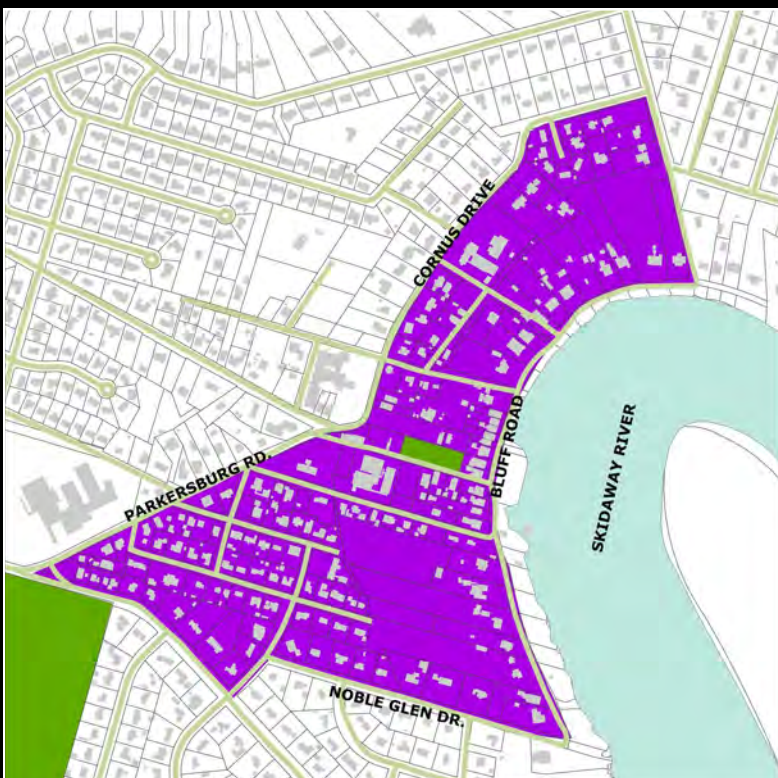 CORNUS DRIVE
BLUFF ROAD
SKIDAWAY RIVER
PARKERSBURG RD.
NOBLE GLEN DR.